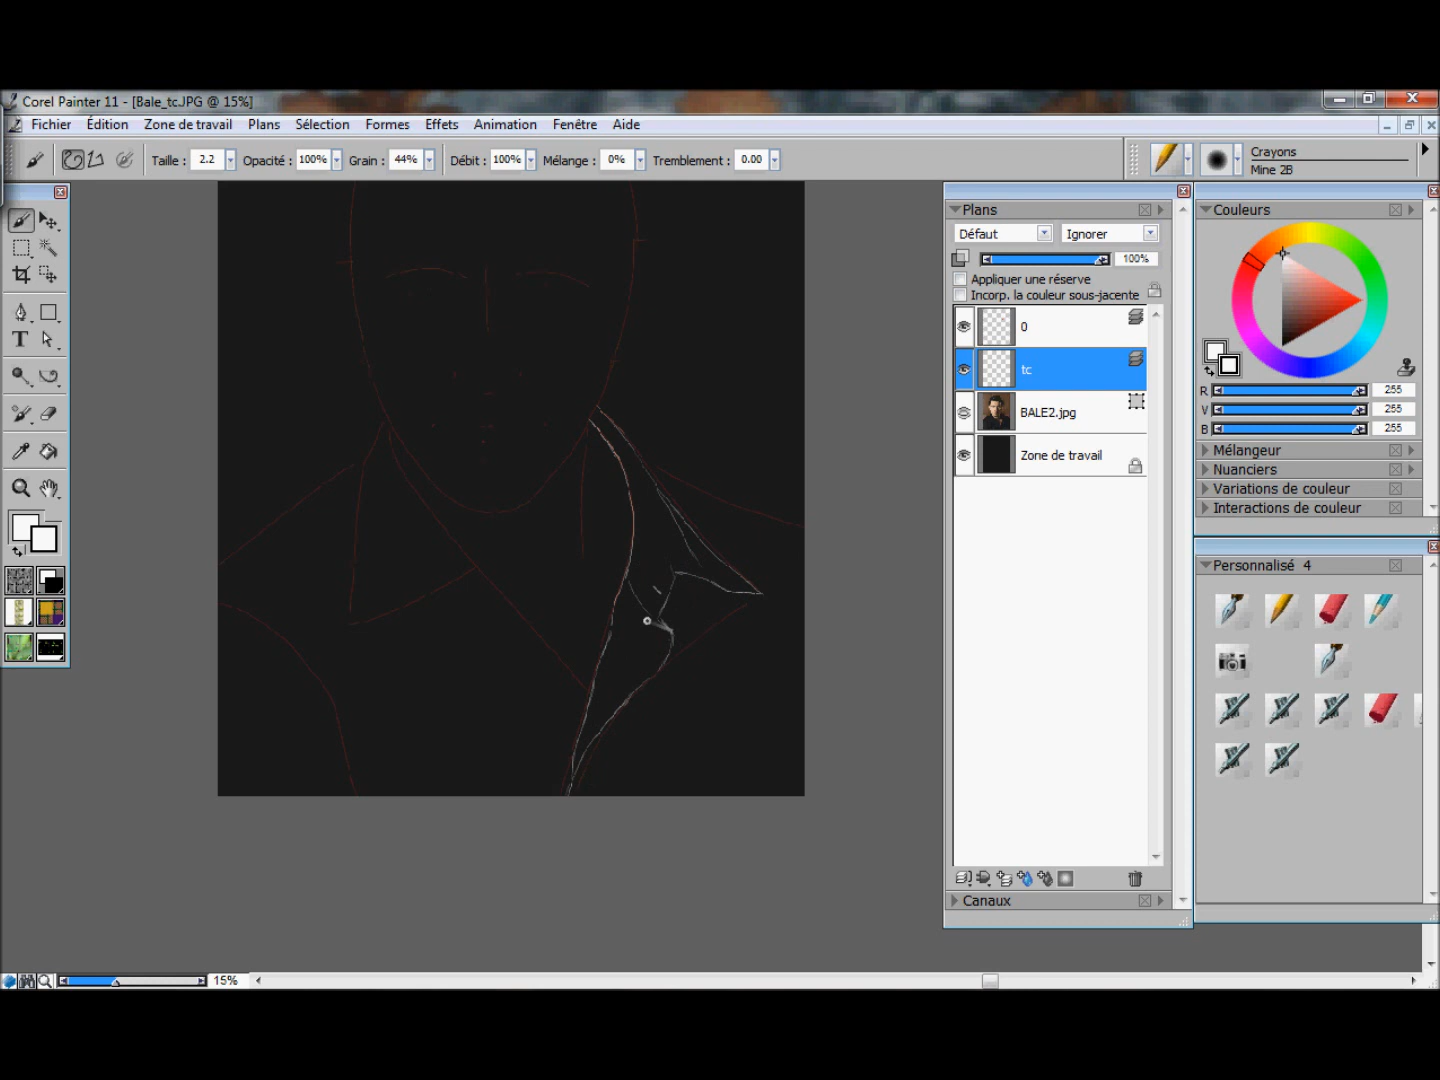 Corel Painter 11 - [Bale_tc.JPG @ 15%]
Fichier Édition Zone de travail Plans Sélection Formes Effets Animation Fenêtre Aide
Taille : 2.2 Opacité : 100% Grain : 44% Débit : 100% Mélange : 0% Tremblement : 0.00
Crayons
Mine 2B
Plans
Défaut Ignorer
100%
Appliquer une réserve
Incorp. la couleur sous-jacente
0
tc
BALE2.jpg
Zone de travail
Canaux
Couleurs
R 255
V 255
B 255
Mélangeur
Nuanciers
Variations de couleur
Interactions de couleur
Personnalisé 4
T
15%